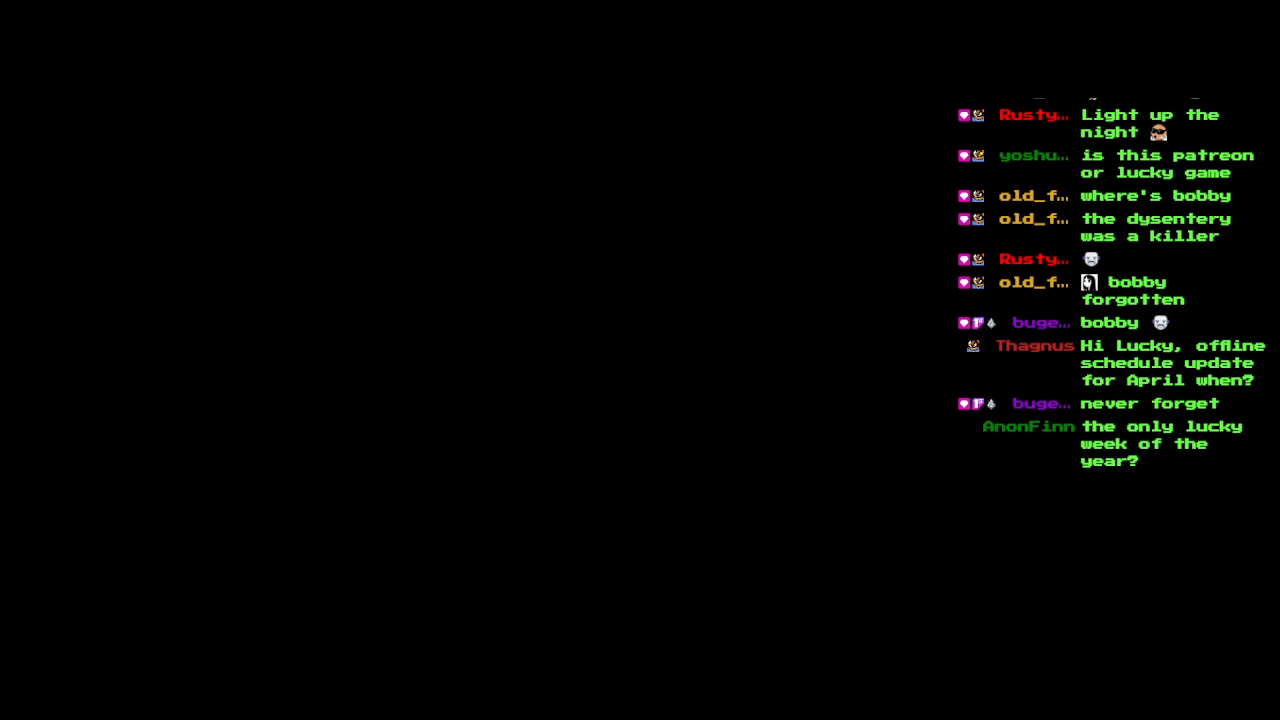 Rusty... Light up the
night
yoshu... is this patreon
or lucky game
old_f... where's bobby
old_f... the dysentery
was a killer
Rusty...
old_f... bobby
forgotten
buge... bobby
Thagnus Hi Lucky, offline
schedule update
for April when?
buge... never forget
AnonFinn the only lucky
week of the
year?